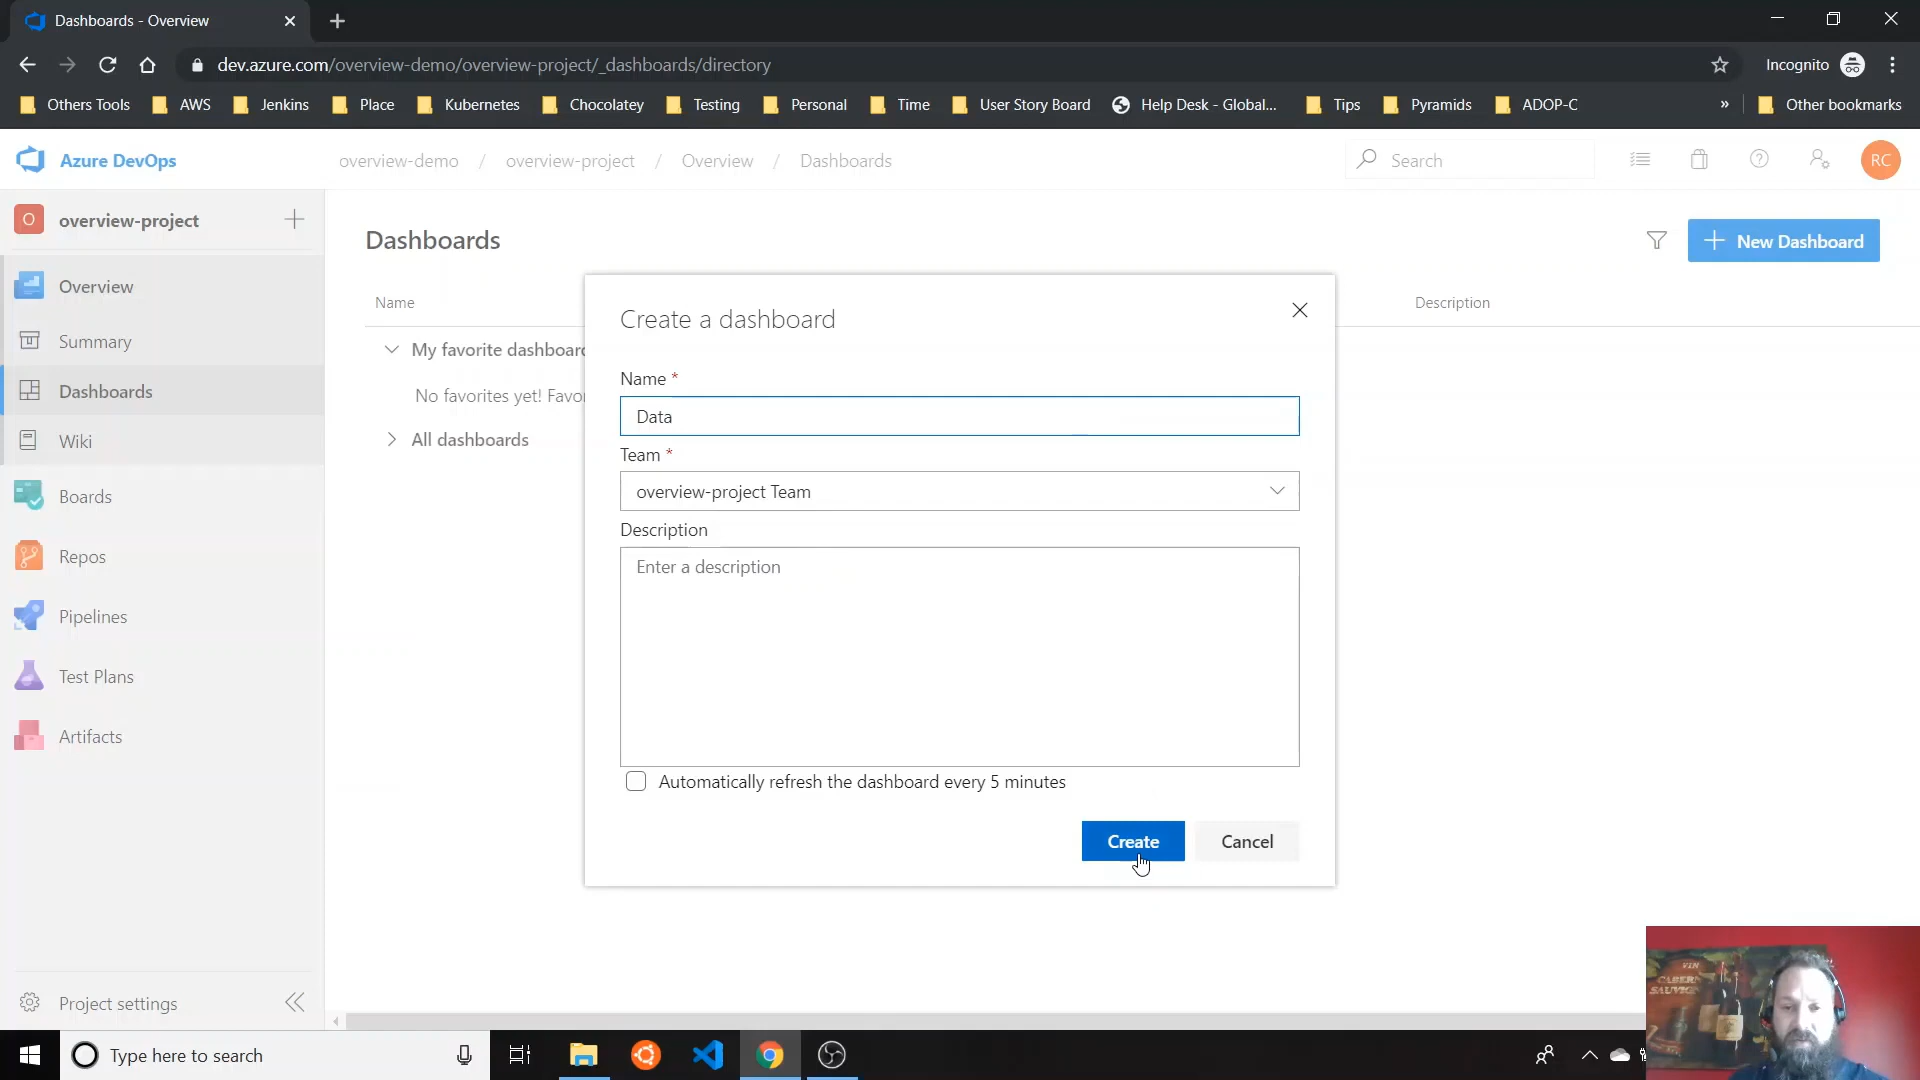 Dashboards - Overview
dev.azure.com/overview-demo/overview-project/_dashboards/directory
Incognito
Others Tools
AWS
Jenkins
Place
Kubernetes
Chocolatey
Testing
Personal
Time
User Story Board
Help Desk - Global...
Tips
Pyramids
ADOP-C
»
Other bookmarks
Azure DevOps
overview-demo / overview-project / Overview / Dashboards
Search
RC
O
overview-project
Overview
Summary
Dashboards
Wiki
Boards
Repos
Pipelines
Test Plans
Artifacts
Project settings
Dashboards
New Dashboard
Name
Description
My favorite dashboard
No favorites yet! Favor
All dashboards
Create a dashboard
Name *
Data
Team *
overview-project Team
Description
Enter a description
Automatically refresh the dashboard every 5 minutes
Create
Cancel
Type here to search
VIN
CABERN
SAUVIG